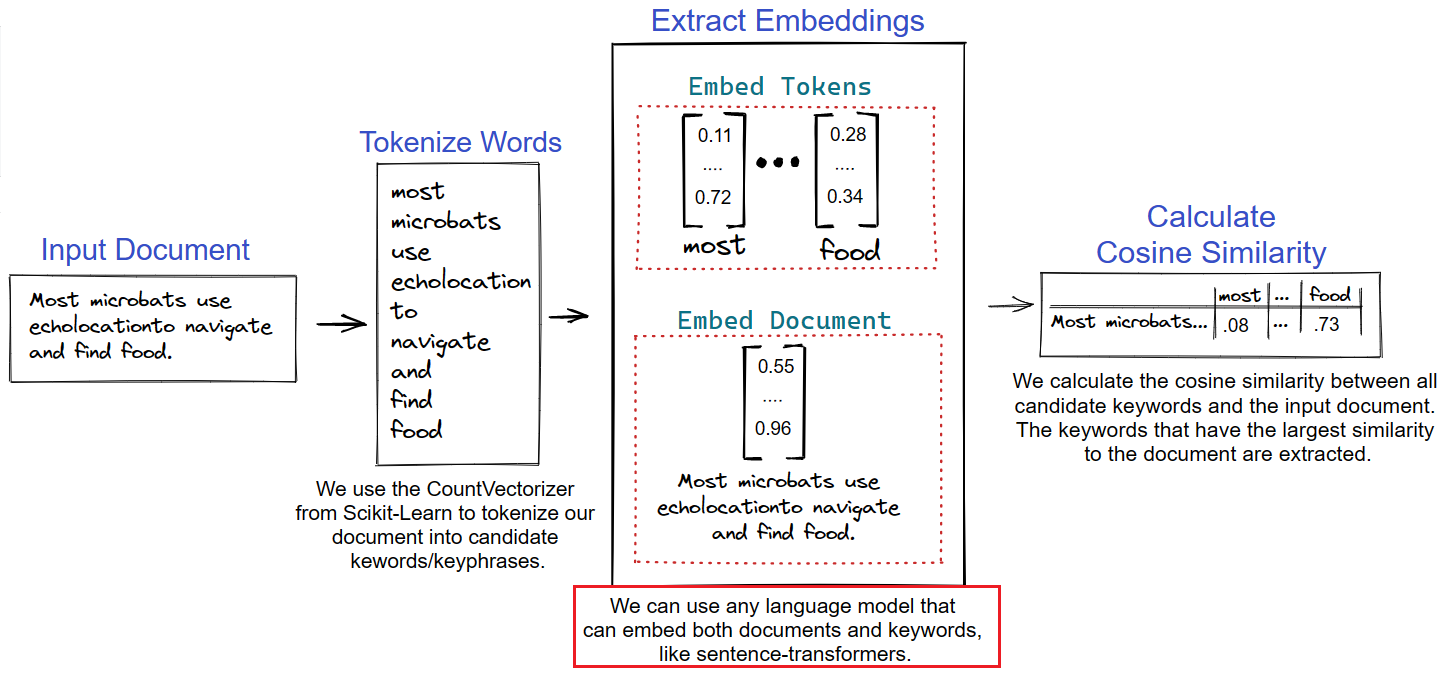 Input Document
Most microbats use
echolocationto navigate
and find food.
Tokenize Words
most
microbats
use
echolocation
to
navigate
and
find
food
We use the CountVectorizer
from Scikit-Learn to tokenize our
document into candidate
kewords/keyphrases.
Extract Embeddings
Embed Tokens
0.11
....
0.72
most
•••
0.28
....
0.34
food
Embed Document
0.55
....
0.96
Most microbats use
echolocationto navigate
and find food.
We can use any language model that
can embed both documents and keywords,
like sentence-transformers.
Calculate
Cosine Similarity
most ... food
Most microbats... .08 ... .73
We calculate the cosine similarity between all
candidate keywords and the input document.
The keywords that have the largest similarity
to the document are extracted.